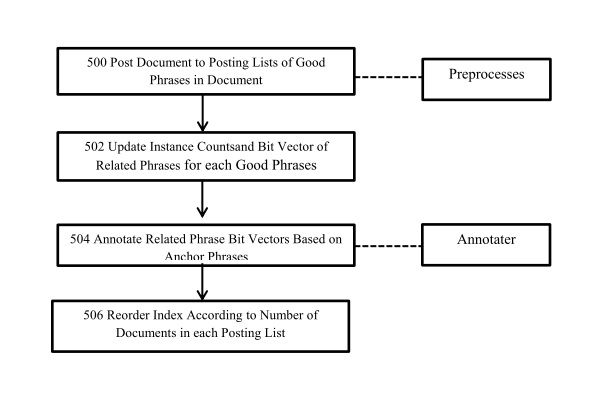 500 Post Document to Posting Lists of Good
Phrases in Document
Preprocesses
502 Update Instance Countsand Bit Vector of
Related Phrases for each Good Phrases
504 Annotate Related Phrase Bit Vectors Based on
Anchor Phrases
Annotater
506 Reorder Index According to Number of
Documents in each Posting List